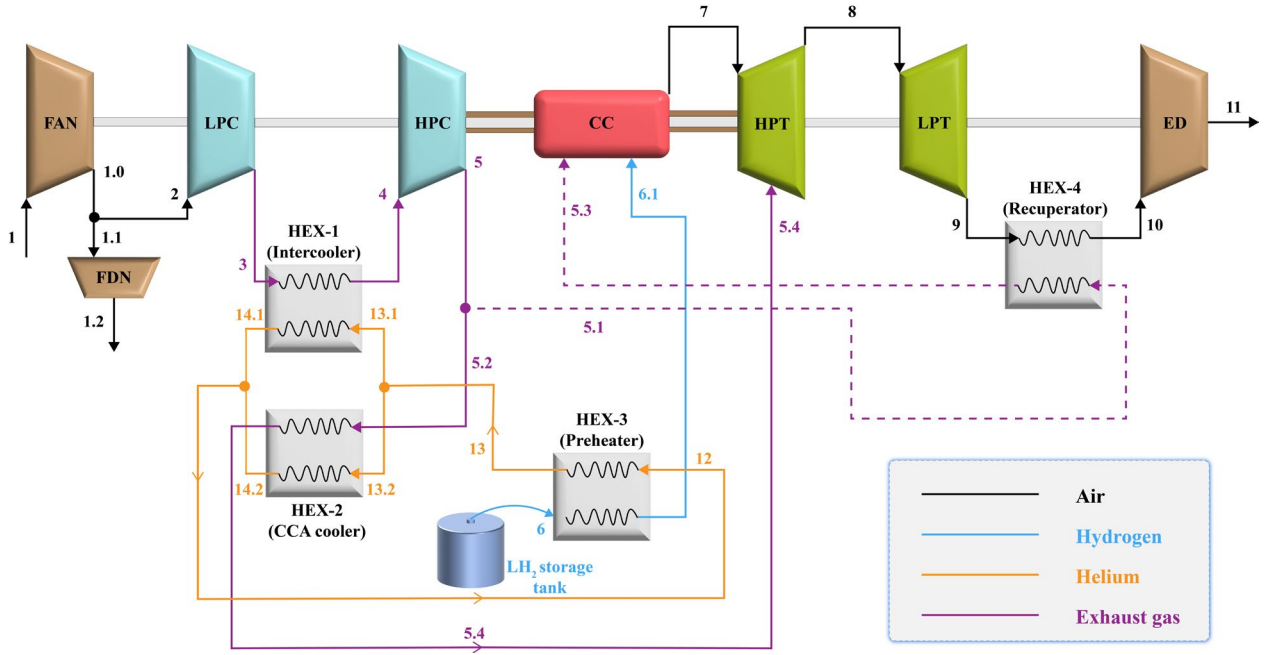 7
8
FAN
LPC
HPC
CC
HPT
LPT
ED
11
1.0
2
4
5
5.3
6.1
5.4
HEX-4
(Recuperator)
9
10
1
1.1
HEX-1
(Intercooler)
3
FDN
1.2
14.1
13.1
5.1
5.2
HEX-3
(Preheater)
13
12
14.2
13.2
HEX-2
(CCA cooler)
6
LH2 storage
tank
5.4
Air
Hydrogen
Helium
Exhaust gas